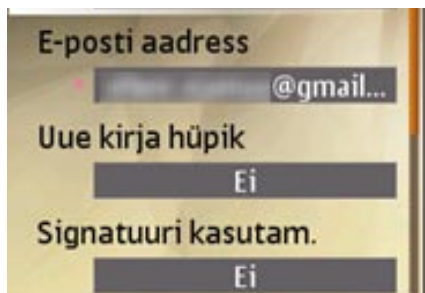 E-posti aadress
* @gmail...
Uue kirja hüpik
Ei
Signatuuri kasutam.
Ei